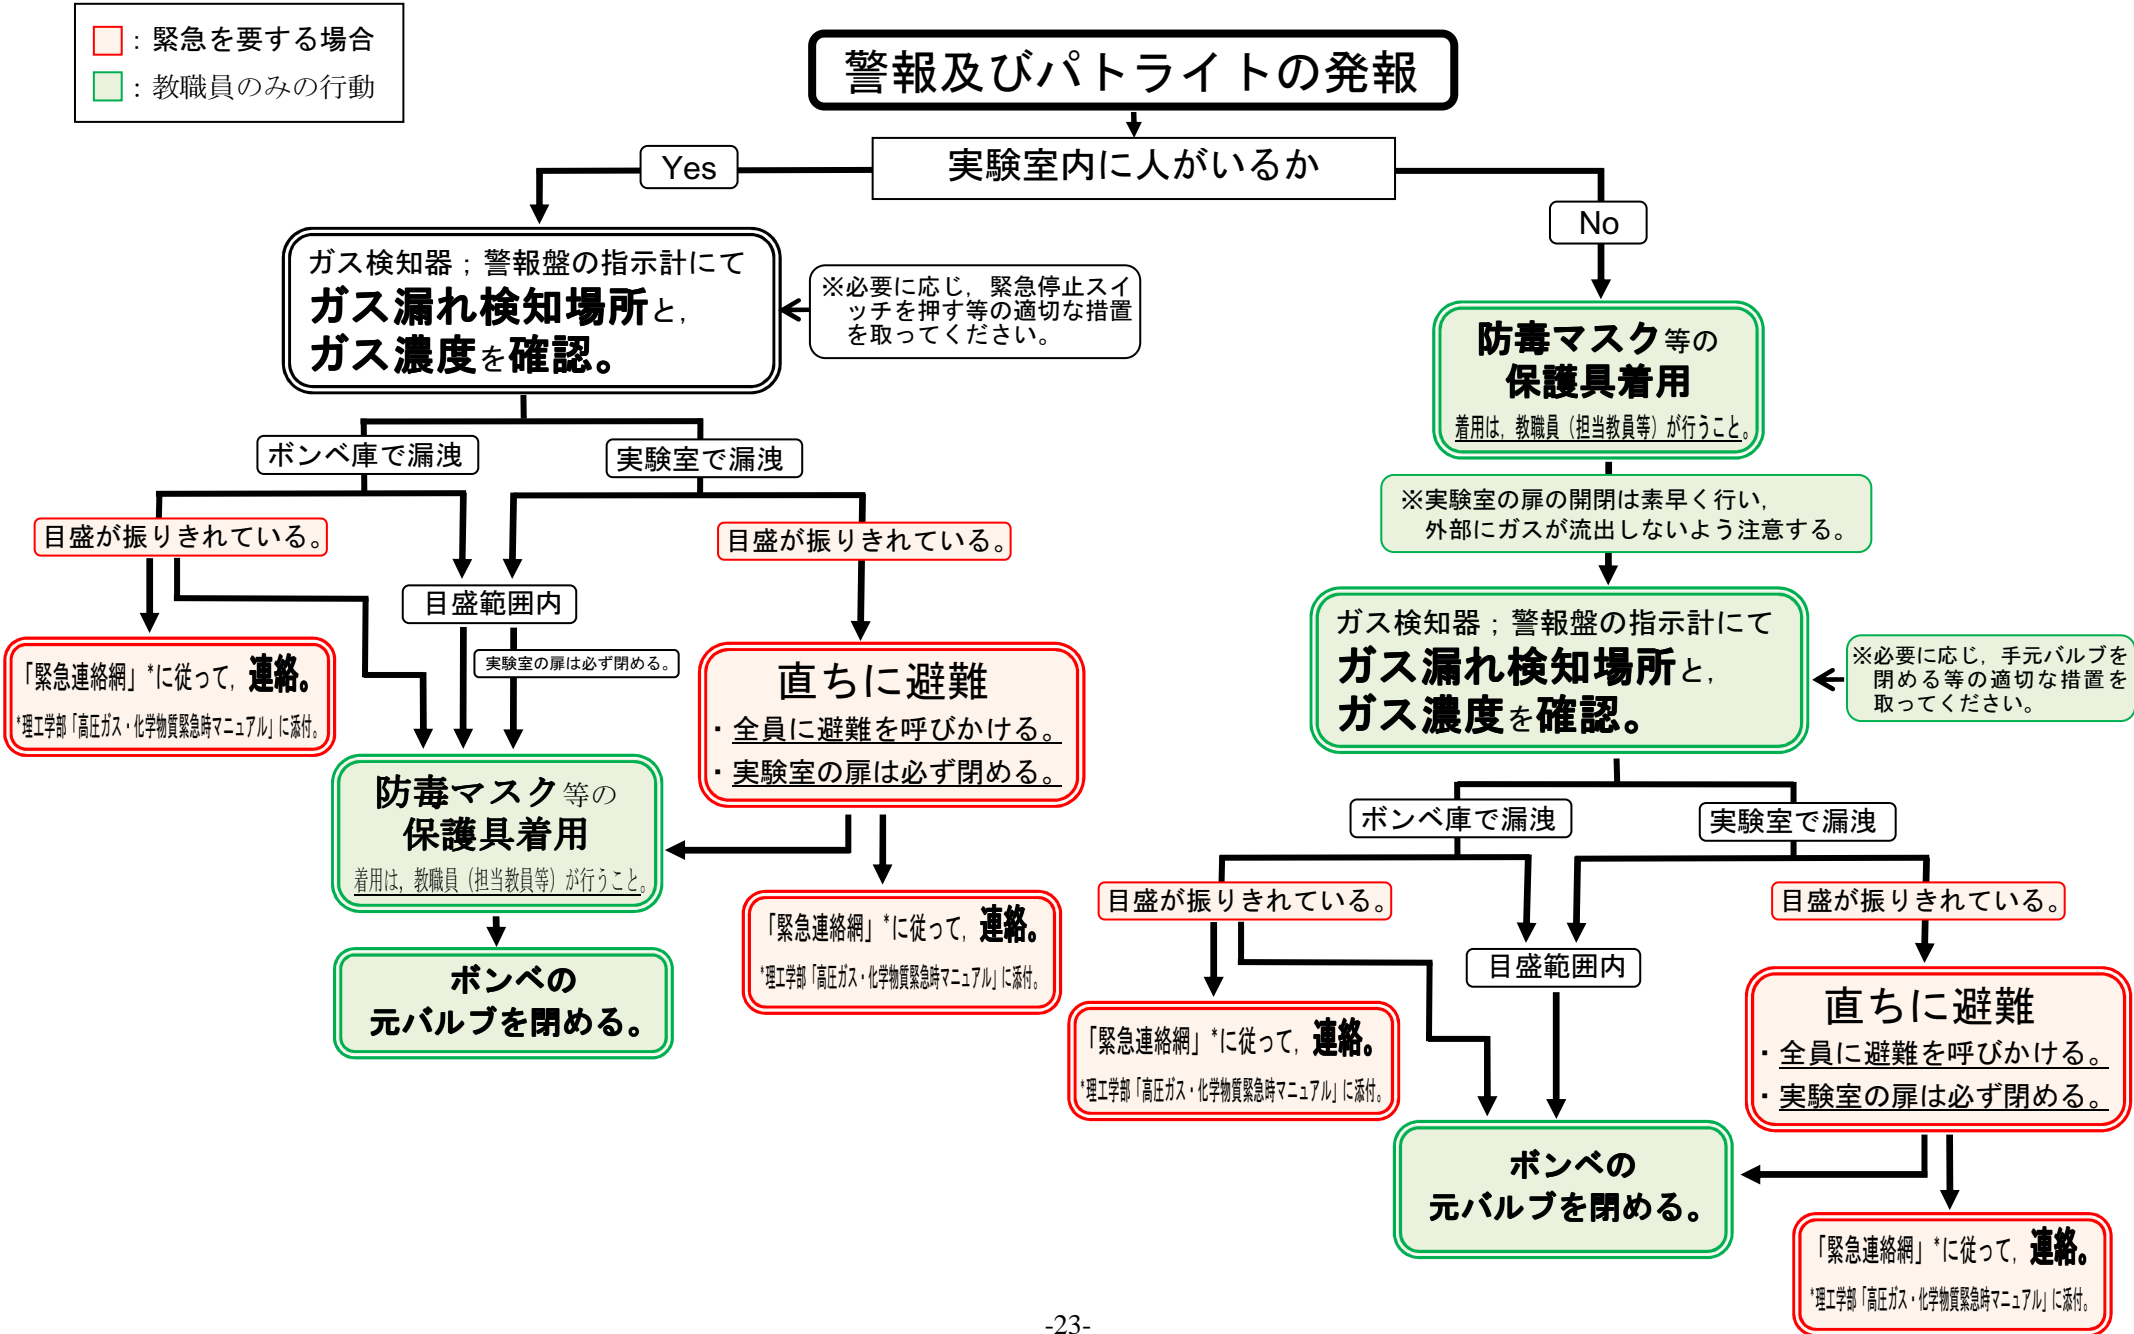 ：緊急を要する場合
：教職員のみの行動
警報及びパトライトの発報
実験室内に人がいるか
Yes
No
ガス検知器；警報盤の指示計にて
ガス漏れ検知場所と，
ガス濃度を確認。
※必要に応じ，緊急停止スイ
ッチを押す等の適切な措置
を取ってください。
ボンベ庫で漏洩
実験室で漏洩
目盛が振りきれている。
目盛が振りきれている。
目盛範囲内
実験室の扉は必ず閉める。
「緊急連絡網」*に従って，連絡。
*理工学部「高圧ガス・化学物質緊急時マニュアル」に添付。
直ちに避難
・全員に避難を呼びかける。
・実験室の扉は必ず閉める。
防毒マスク等の
保護具着用
着用は，教職員（担当教員等）が行うこと。
「緊急連絡網」*に従って，連絡。
*理工学部「高圧ガス・化学物質緊急時マニュアル」に添付。
ボンベの
元バルブを閉める。
防毒マスク等の
保護具着用
着用は，教職員（担当教員等）が行うこと。
※実験室の扉の開閉は素早く行い，
外部にガスが流出しないよう注意する。
ガス検知器；警報盤の指示計にて
ガス漏れ検知場所と，
ガス濃度を確認。
※必要に応じ，手元バルブを
閉める等の適切な措置を
取ってください。
ボンベ庫で漏洩
実験室で漏洩
目盛が振りきれている。
目盛が振りきれている。
目盛範囲内
「緊急連絡網」*に従って，連絡。
*理工学部「高圧ガス・化学物質緊急時マニュアル」に添付。
直ちに避難
・全員に避難を呼びかける。
・実験室の扉は必ず閉める。
ボンベの
元バルブを閉める。
「緊急連絡網」*に従って，連絡。
*理工学部「高圧ガス・化学物質緊急時マニュアル」に添付。
-23-